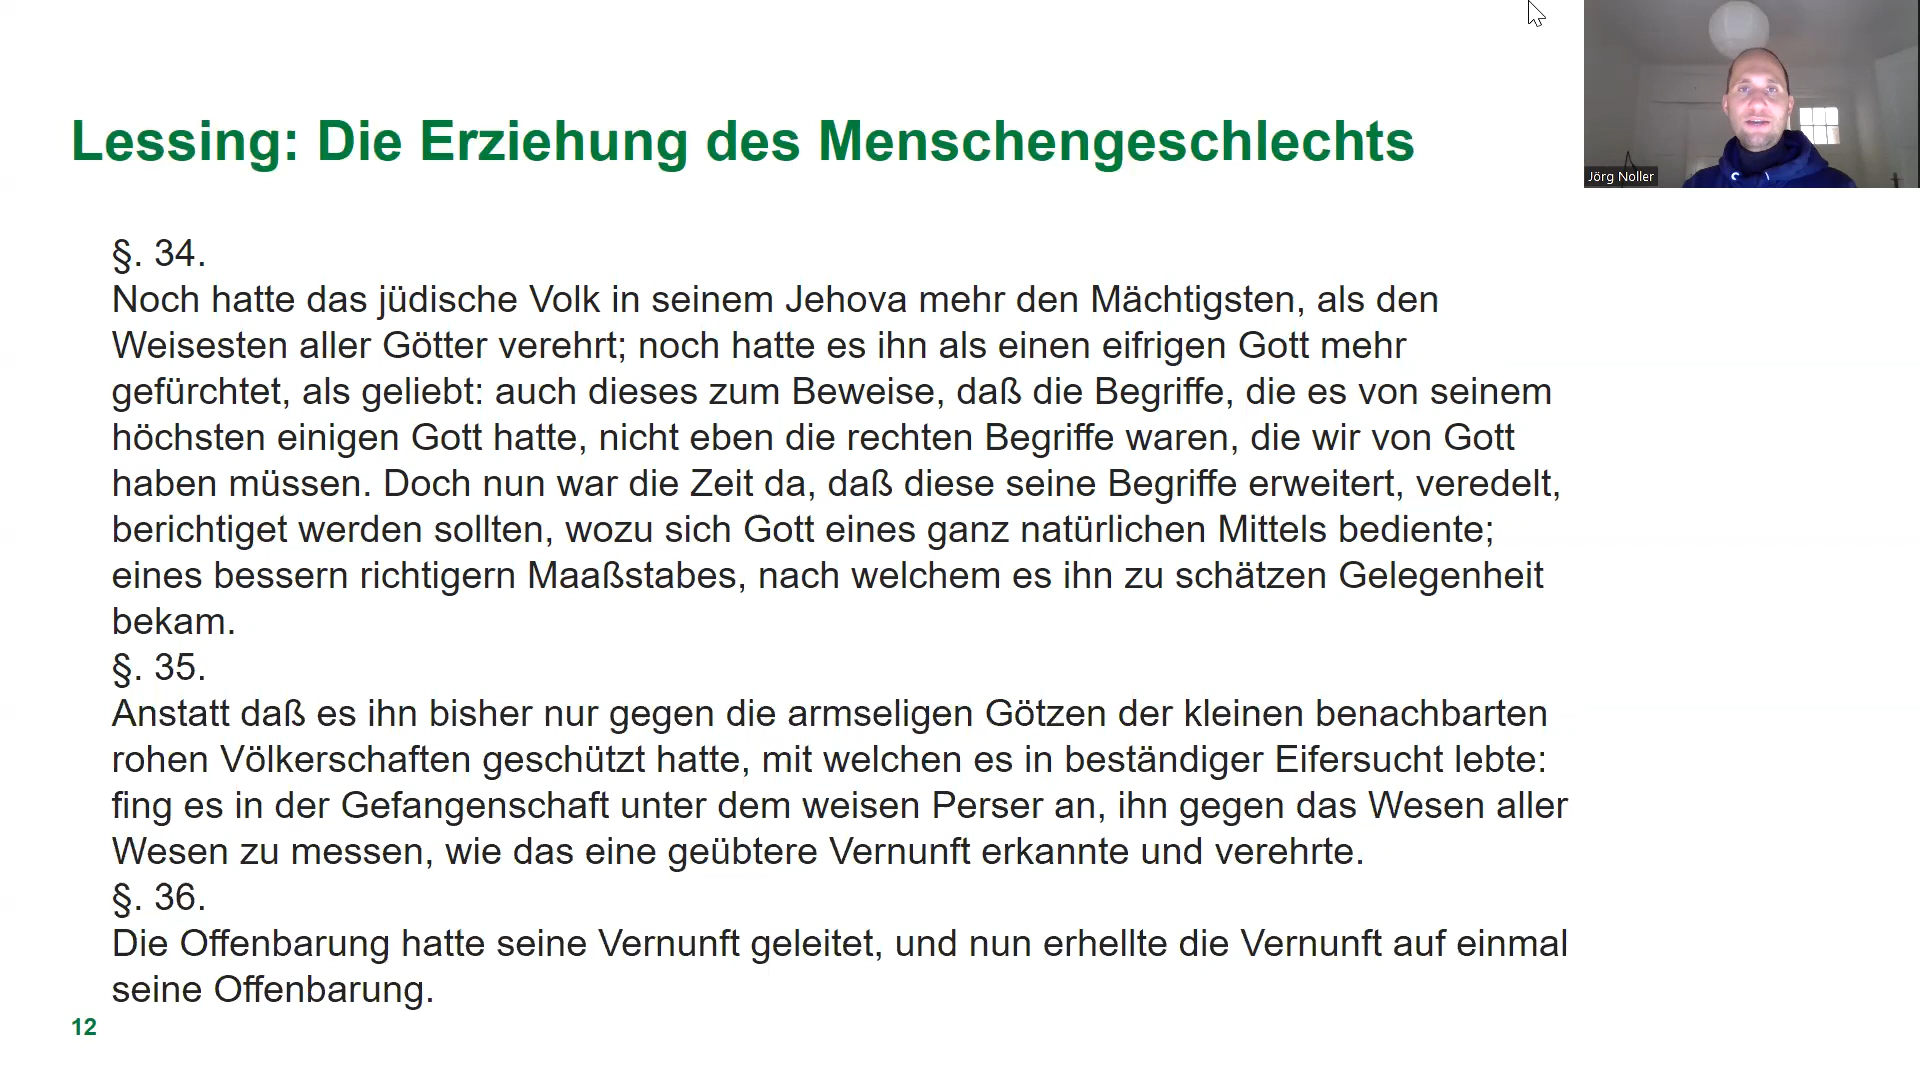 Lessing: Die Erziehung des Menschengeschlechts
Jörg Noller
§. 34.
Noch hatte das jüdische Volk in seinem Jehova mehr den Mächtigsten, als den
Weisesten aller Götter verehrt; noch hatte es ihn als einen eifrigen Gott mehr
gefürchtet, als geliebt: auch dieses zum Beweise, daß die Begriffe, die es von seinem
höchsten einigen Gott hatte, nicht eben die rechten Begriffe waren, die wir von Gott
haben müssen. Doch nun war die Zeit da, daß diese seine Begriffe erweitert, veredelt,
berichtiget werden sollten, wozu sich Gott eines ganz natürlichen Mittels bediente;
eines bessern richtigern Maaßstabes, nach welchem es ihn zu schätzen Gelegenheit
bekam.
§. 35.
Anstatt daß es ihn bisher nur gegen die armseligen Götzen der kleinen benachbarten
rohen Völkerschaften geschützt hatte, mit welchen es in beständiger Eifersucht lebte:
fing es in der Gefangenschaft unter dem weisen Perser an, ihn gegen das Wesen aller
Wesen zu messen, wie das eine geübtere Vernunft erkannte und verehrte.
§. 36.
Die Offenbarung hatte seine Vernunft geleitet, und nun erhellte die Vernunft auf einmal
seine Offenbarung.
12